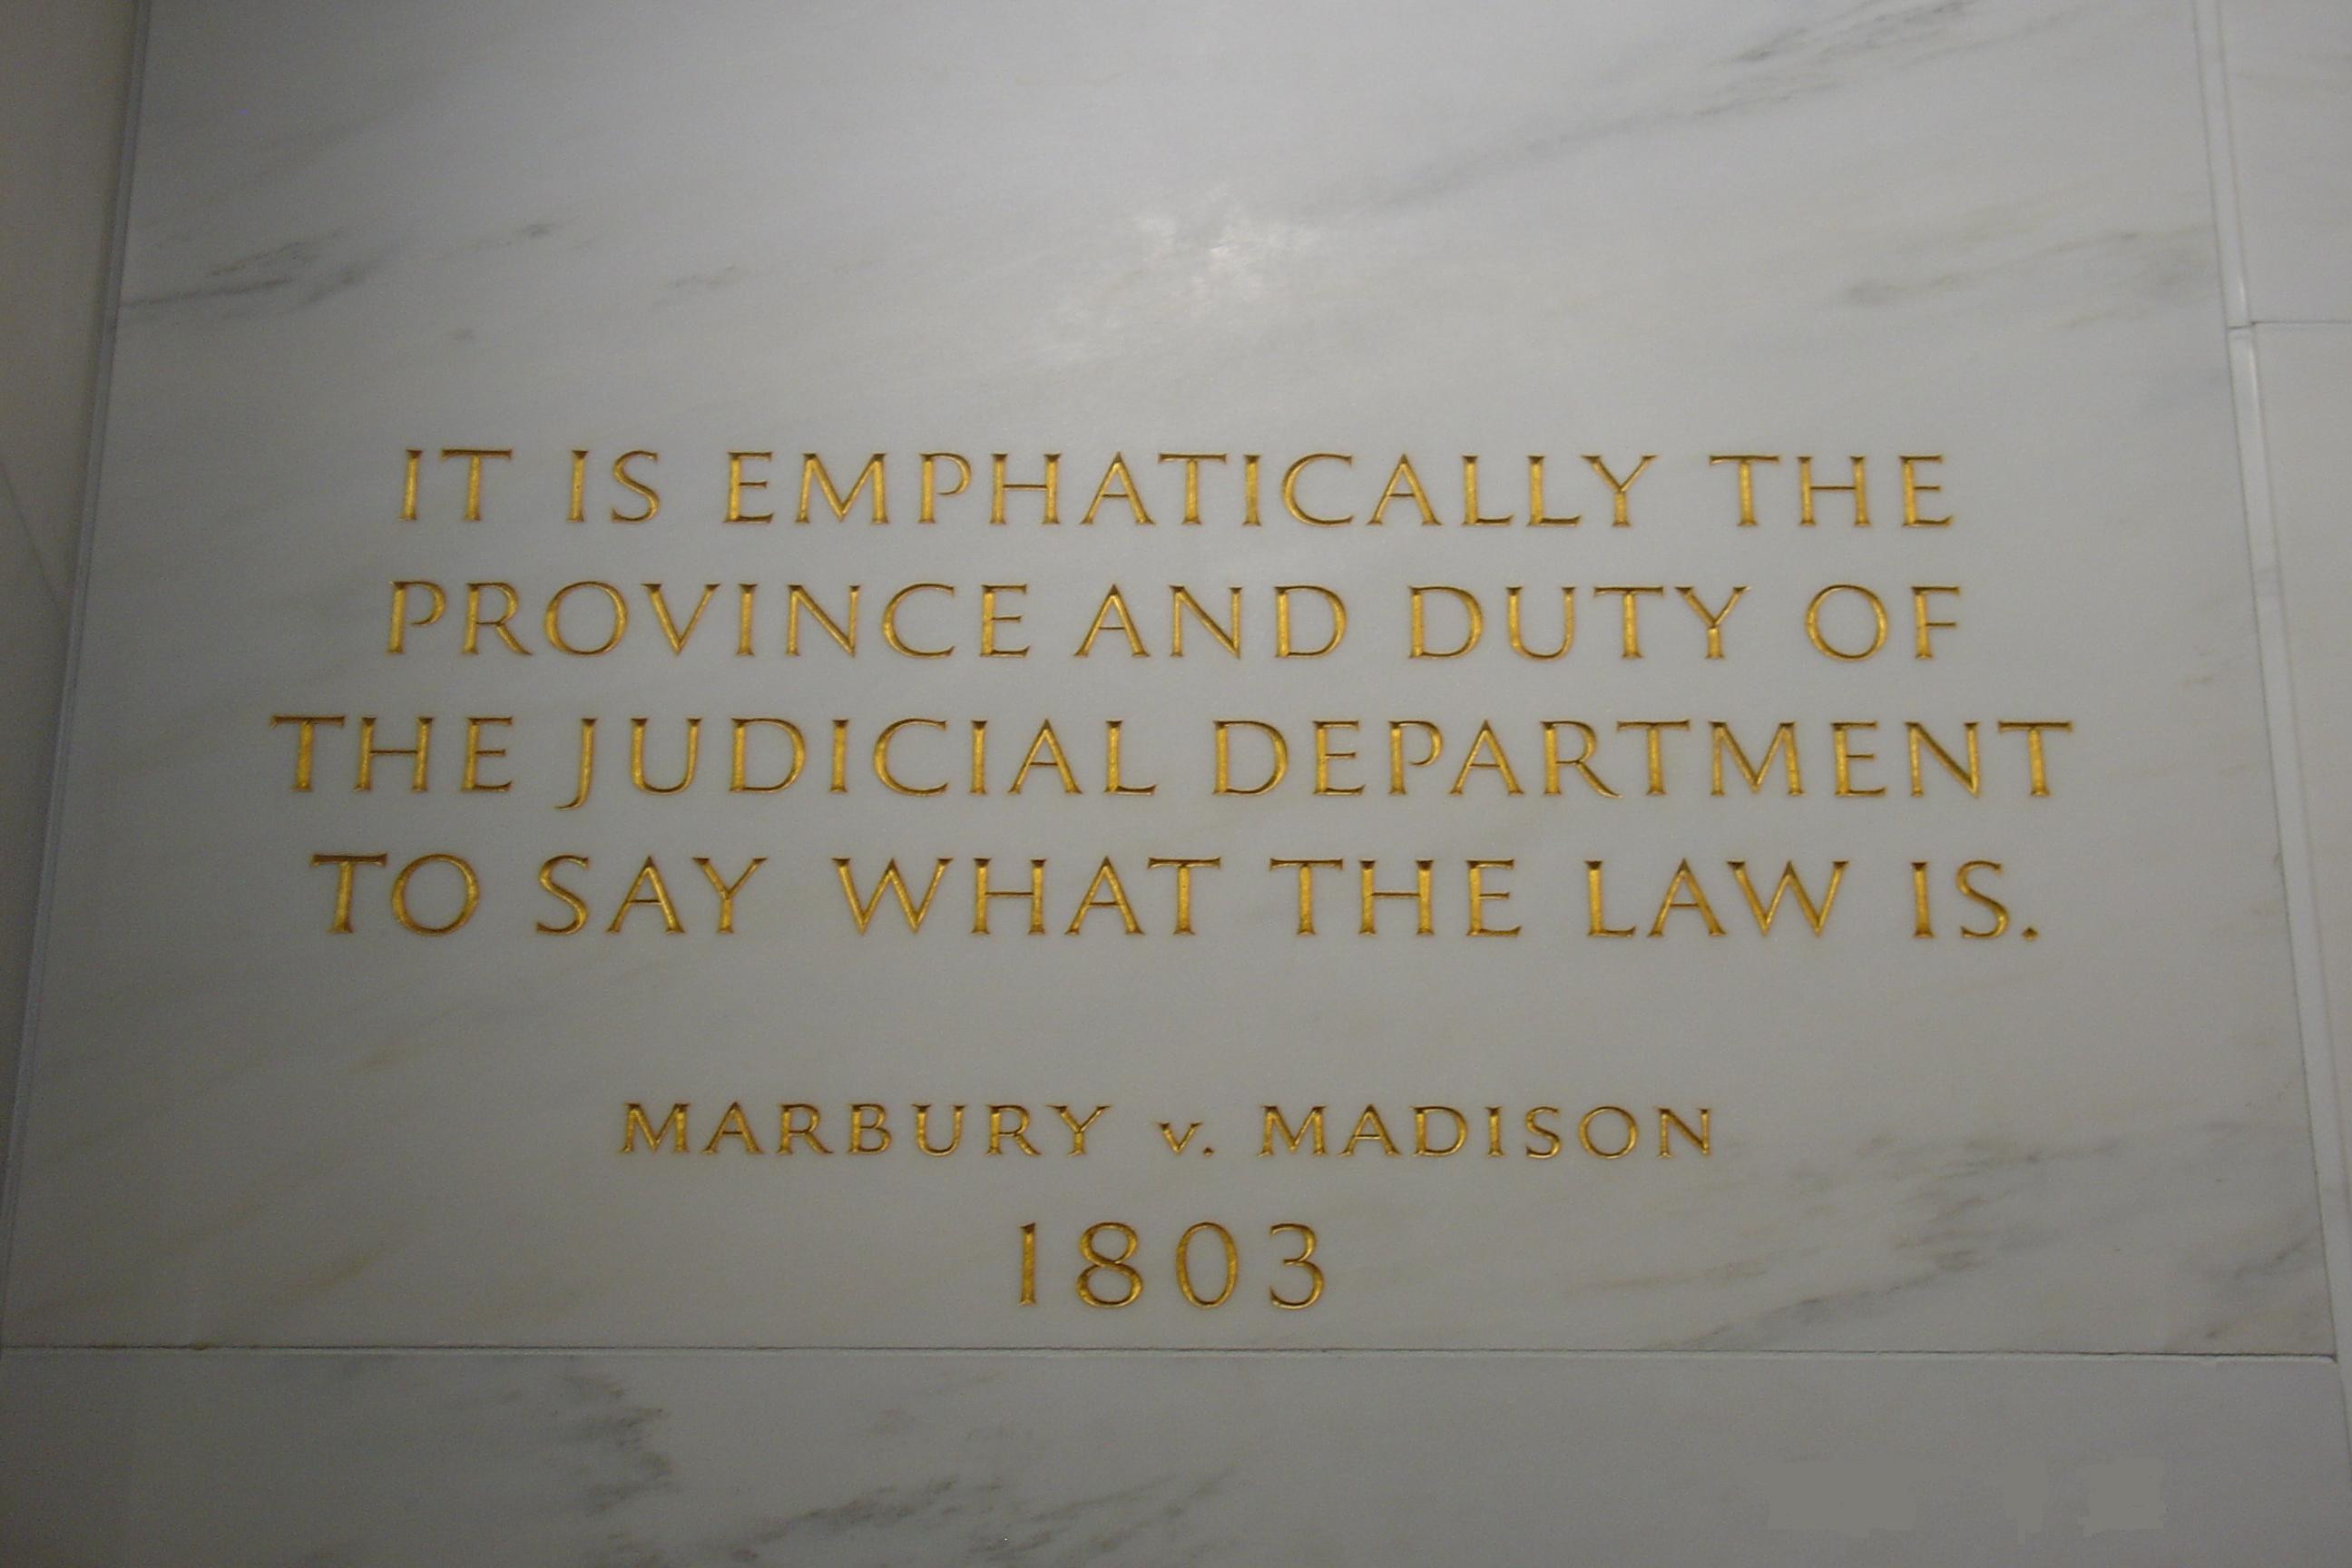 IT IS EMPHATICALLY THE
PROVINCE AND DUTY OF
THE JUDICIAL DEPARTMENT
TO SAY WHAT THE LAW IS.
MARBURY v. MADISON
1803